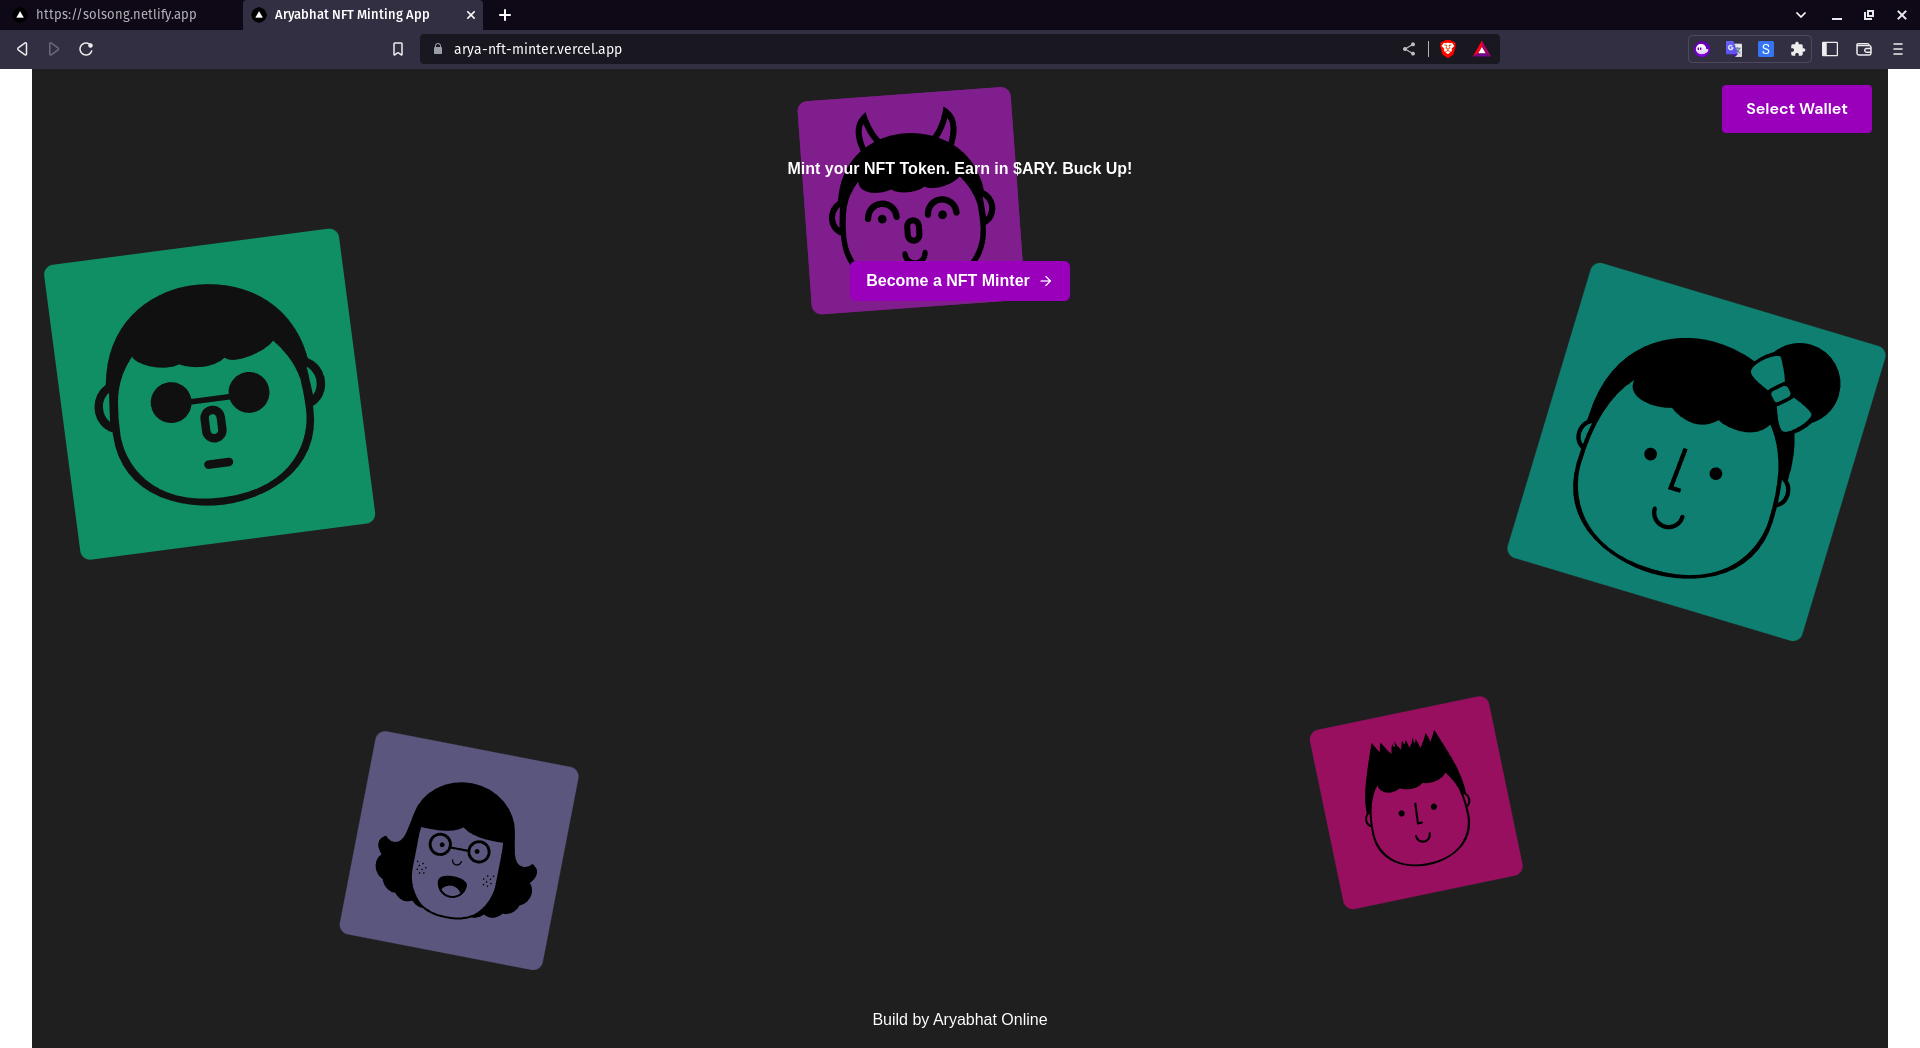 https://solsong.netlify.app
Aryabhat NFT Minting App
arya-nft-minter.vercel.app
Select Wallet
Mint your NFT Token. Earn in $ARY. Buck Up!
Become a NFT Minter
Build by Aryabhat Online